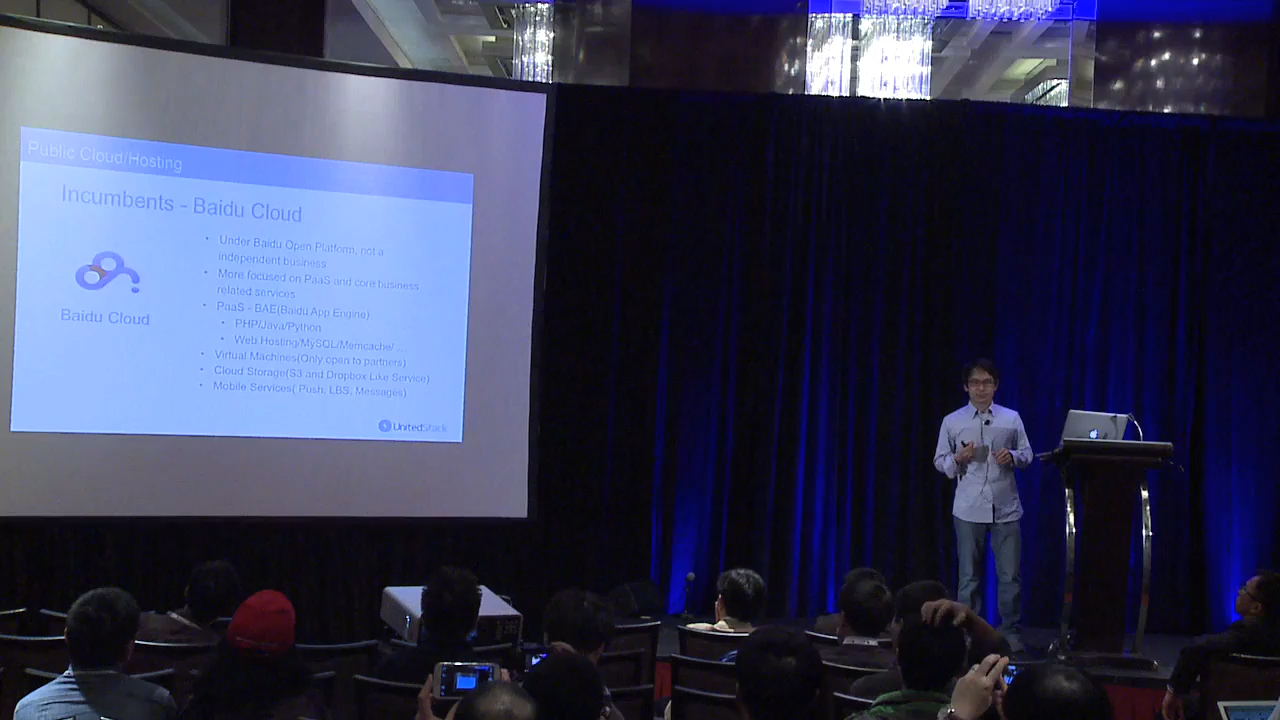 Public Cloud/Hosting
Incumbents - Baidu Cloud
• Under Baidu Open Platform, not a
independent business
• More focused on PaaS and core business
related services
• PaaS - BAE(Baidu App Engine)
• PHP/Java/Python
• Web Hosting/MySQL/Memcache/ ...
• Virtual Machines(Only open to partners)
• Cloud Storage(S3 and Dropbox Like Service)
• Mobile Services( Push, LBS, Messages)
Baidu Cloud
UnitedStack